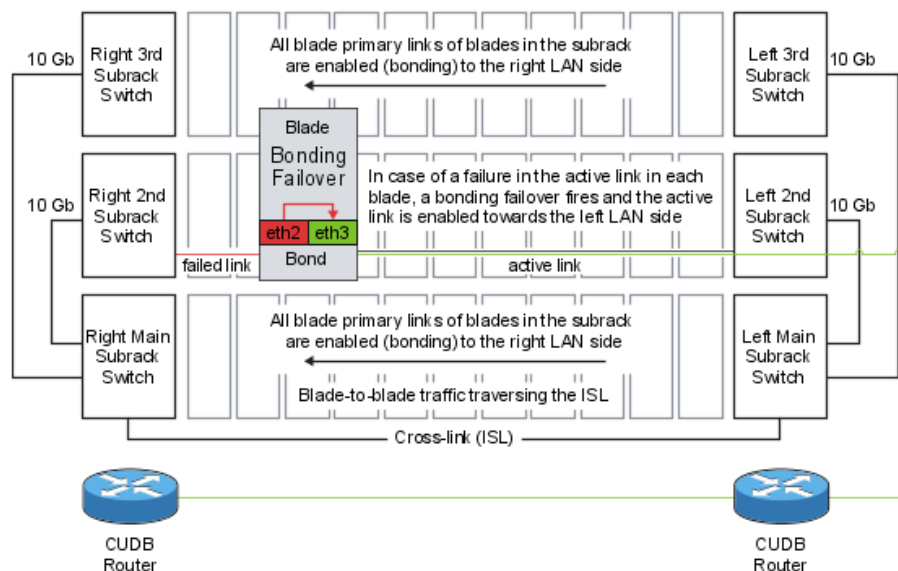 10 Gb
Right 3rd
Subrack
Switch
All blade primary links of blades in the subrack
are enabled (bonding) to the right LAN side
Left 3rd
Subrack
Switch
10 Gb
Blade
Bonding
Failover
10 Gb
Right 2nd
Subrack
Switch
In case of a failure in the active link in each
blade, a bonding failover fires and the active
link is enabled towards the left LAN side
Left 2nd
Subrack
Switch
10 Gb
eth2
eth3
failed link
Bond
active link
Right Main
Subrack
Switch
All blade primary links of blades in the subrack
are enabled (bonding) to the right LAN side
Blade-to-blade traffic traversing the ISL
Left Main
Subrack
Switch
Cross-link (ISL)
CUDB
Router
CUDB
Router